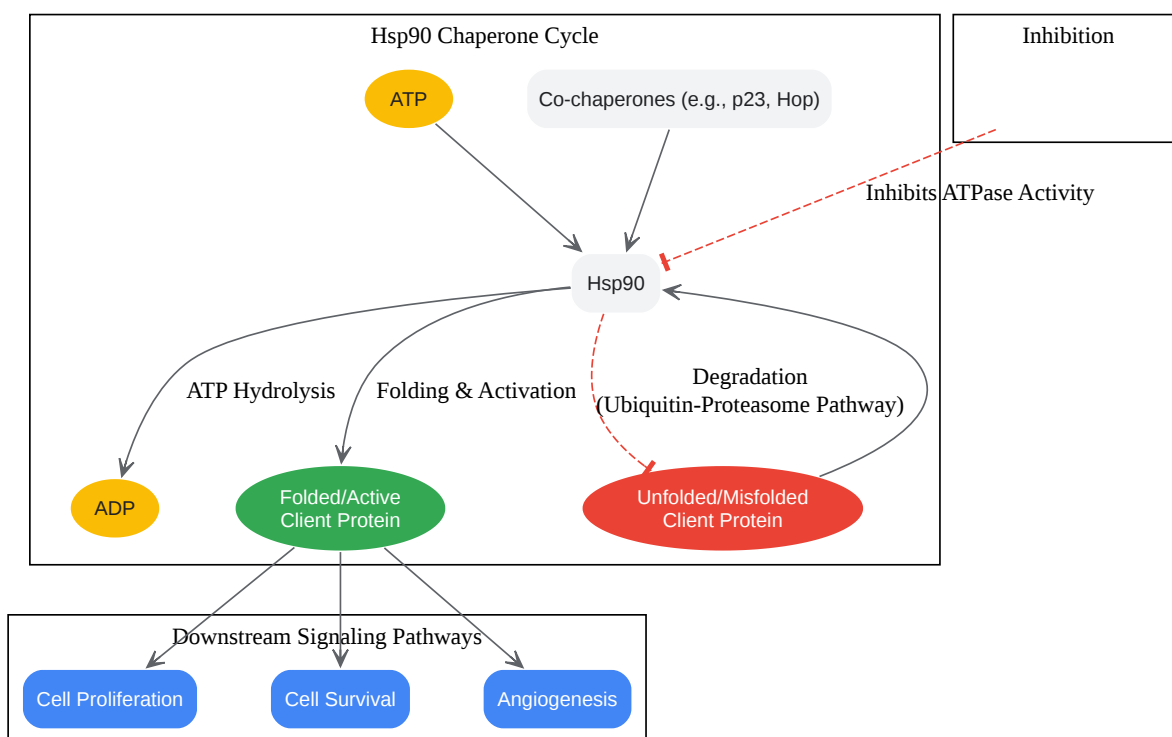 Hsp90 Chaperone Cycle
Inhibition
ATP
Co-chaperones (e.g., p23, Hop)
Inhibits ATPase Activity
Hsp90
ATP Hydrolysis
Folding & Activation
Degradation
(Ubiquitin-Proteasome Pathway)
ADP
Folded/Active
Client Protein
Unfolded/Misfolded
Client Protein
Downstream Signaling Pathways
Cell Proliferation
Cell Survival
Angiogenesis